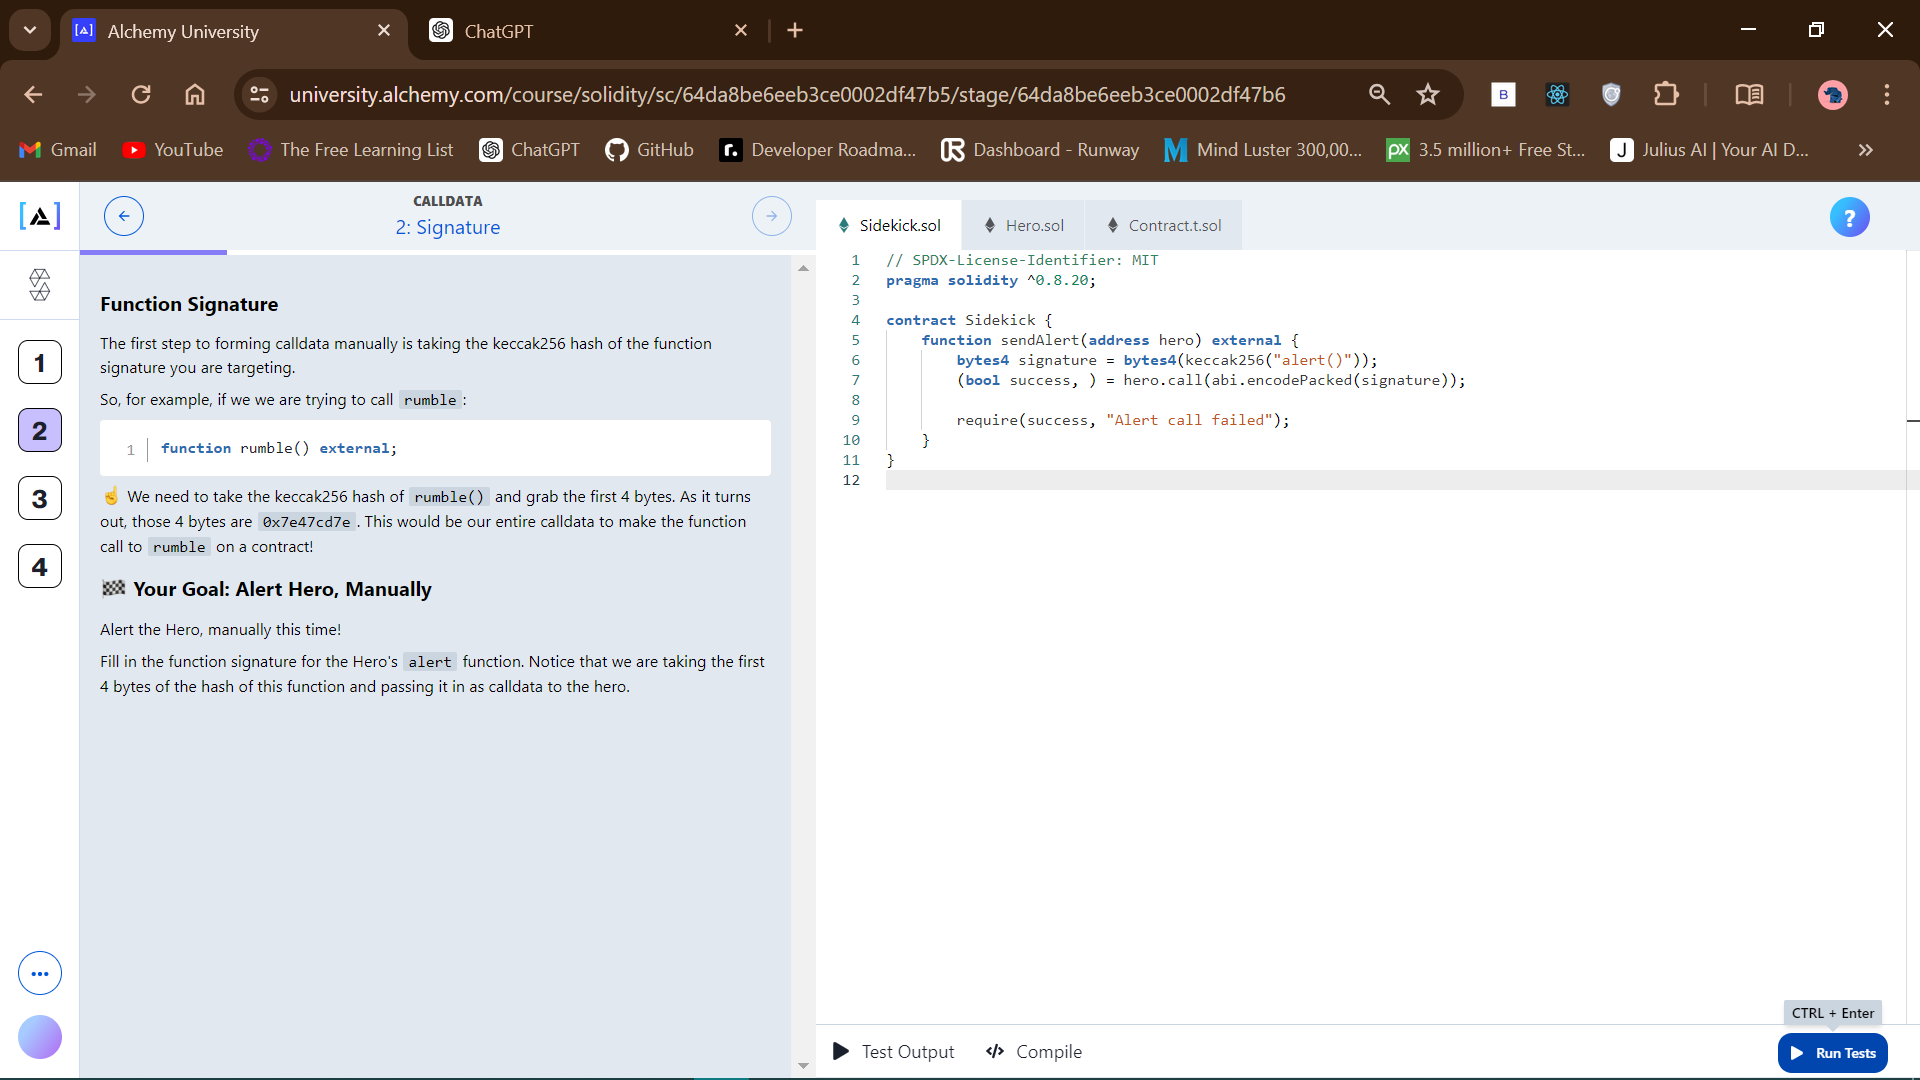 Alchemy University
ChatGPT
university.alchemy.com/course/solidity/sc/64da8be6eeb3ce0002df47b5/stage/64da8be6eeb3ce0002df47b6
B
Gmail
YouTube
The Free Learning List
ChatGPT
GitHub
r.
Developer Roadma...
Dashboard - Runway
Mind Luster 300,00...
px
3.5 million+ Free St...
J
Julius AI | Your AI D...
CALLDATA
2: Signature
Sidekick.sol
Hero.sol
Contract.t.sol
?
1
2
3
4
Function Signature
The first step to forming calldata manually is taking the keccak256 hash of the function
signature you are targeting.
So, for example, if we we are trying to call rumble :
1 function rumble() external;
☝️ We need to take the keccak256 hash of rumble() and grab the first 4 bytes. As it turns
out, those 4 bytes are 0x7e47cd7e . This would be our entire calldata to make the function
call to rumble on a contract!
🏁 Your Goal: Alert Hero, Manually
Alert the Hero, manually this time!
Fill in the function signature for the Hero's alert function. Notice that we are taking the first
4 bytes of the hash of this function and passing it in as calldata to the hero.
1 // SPDX-License-Identifier: MIT
2 pragma solidity ^0.8.20;
3
4 contract Sidekick {
5 function sendAlert(address hero) external {
6 bytes4 signature = bytes4(keccak256("alert()"));
7 (bool success, ) = hero.call(abi.encodePacked(signature));
8
9 require(success, "Alert call failed");
10 }
11 }
12
CTRL + Enter
Test Output
Compile
Run Tests